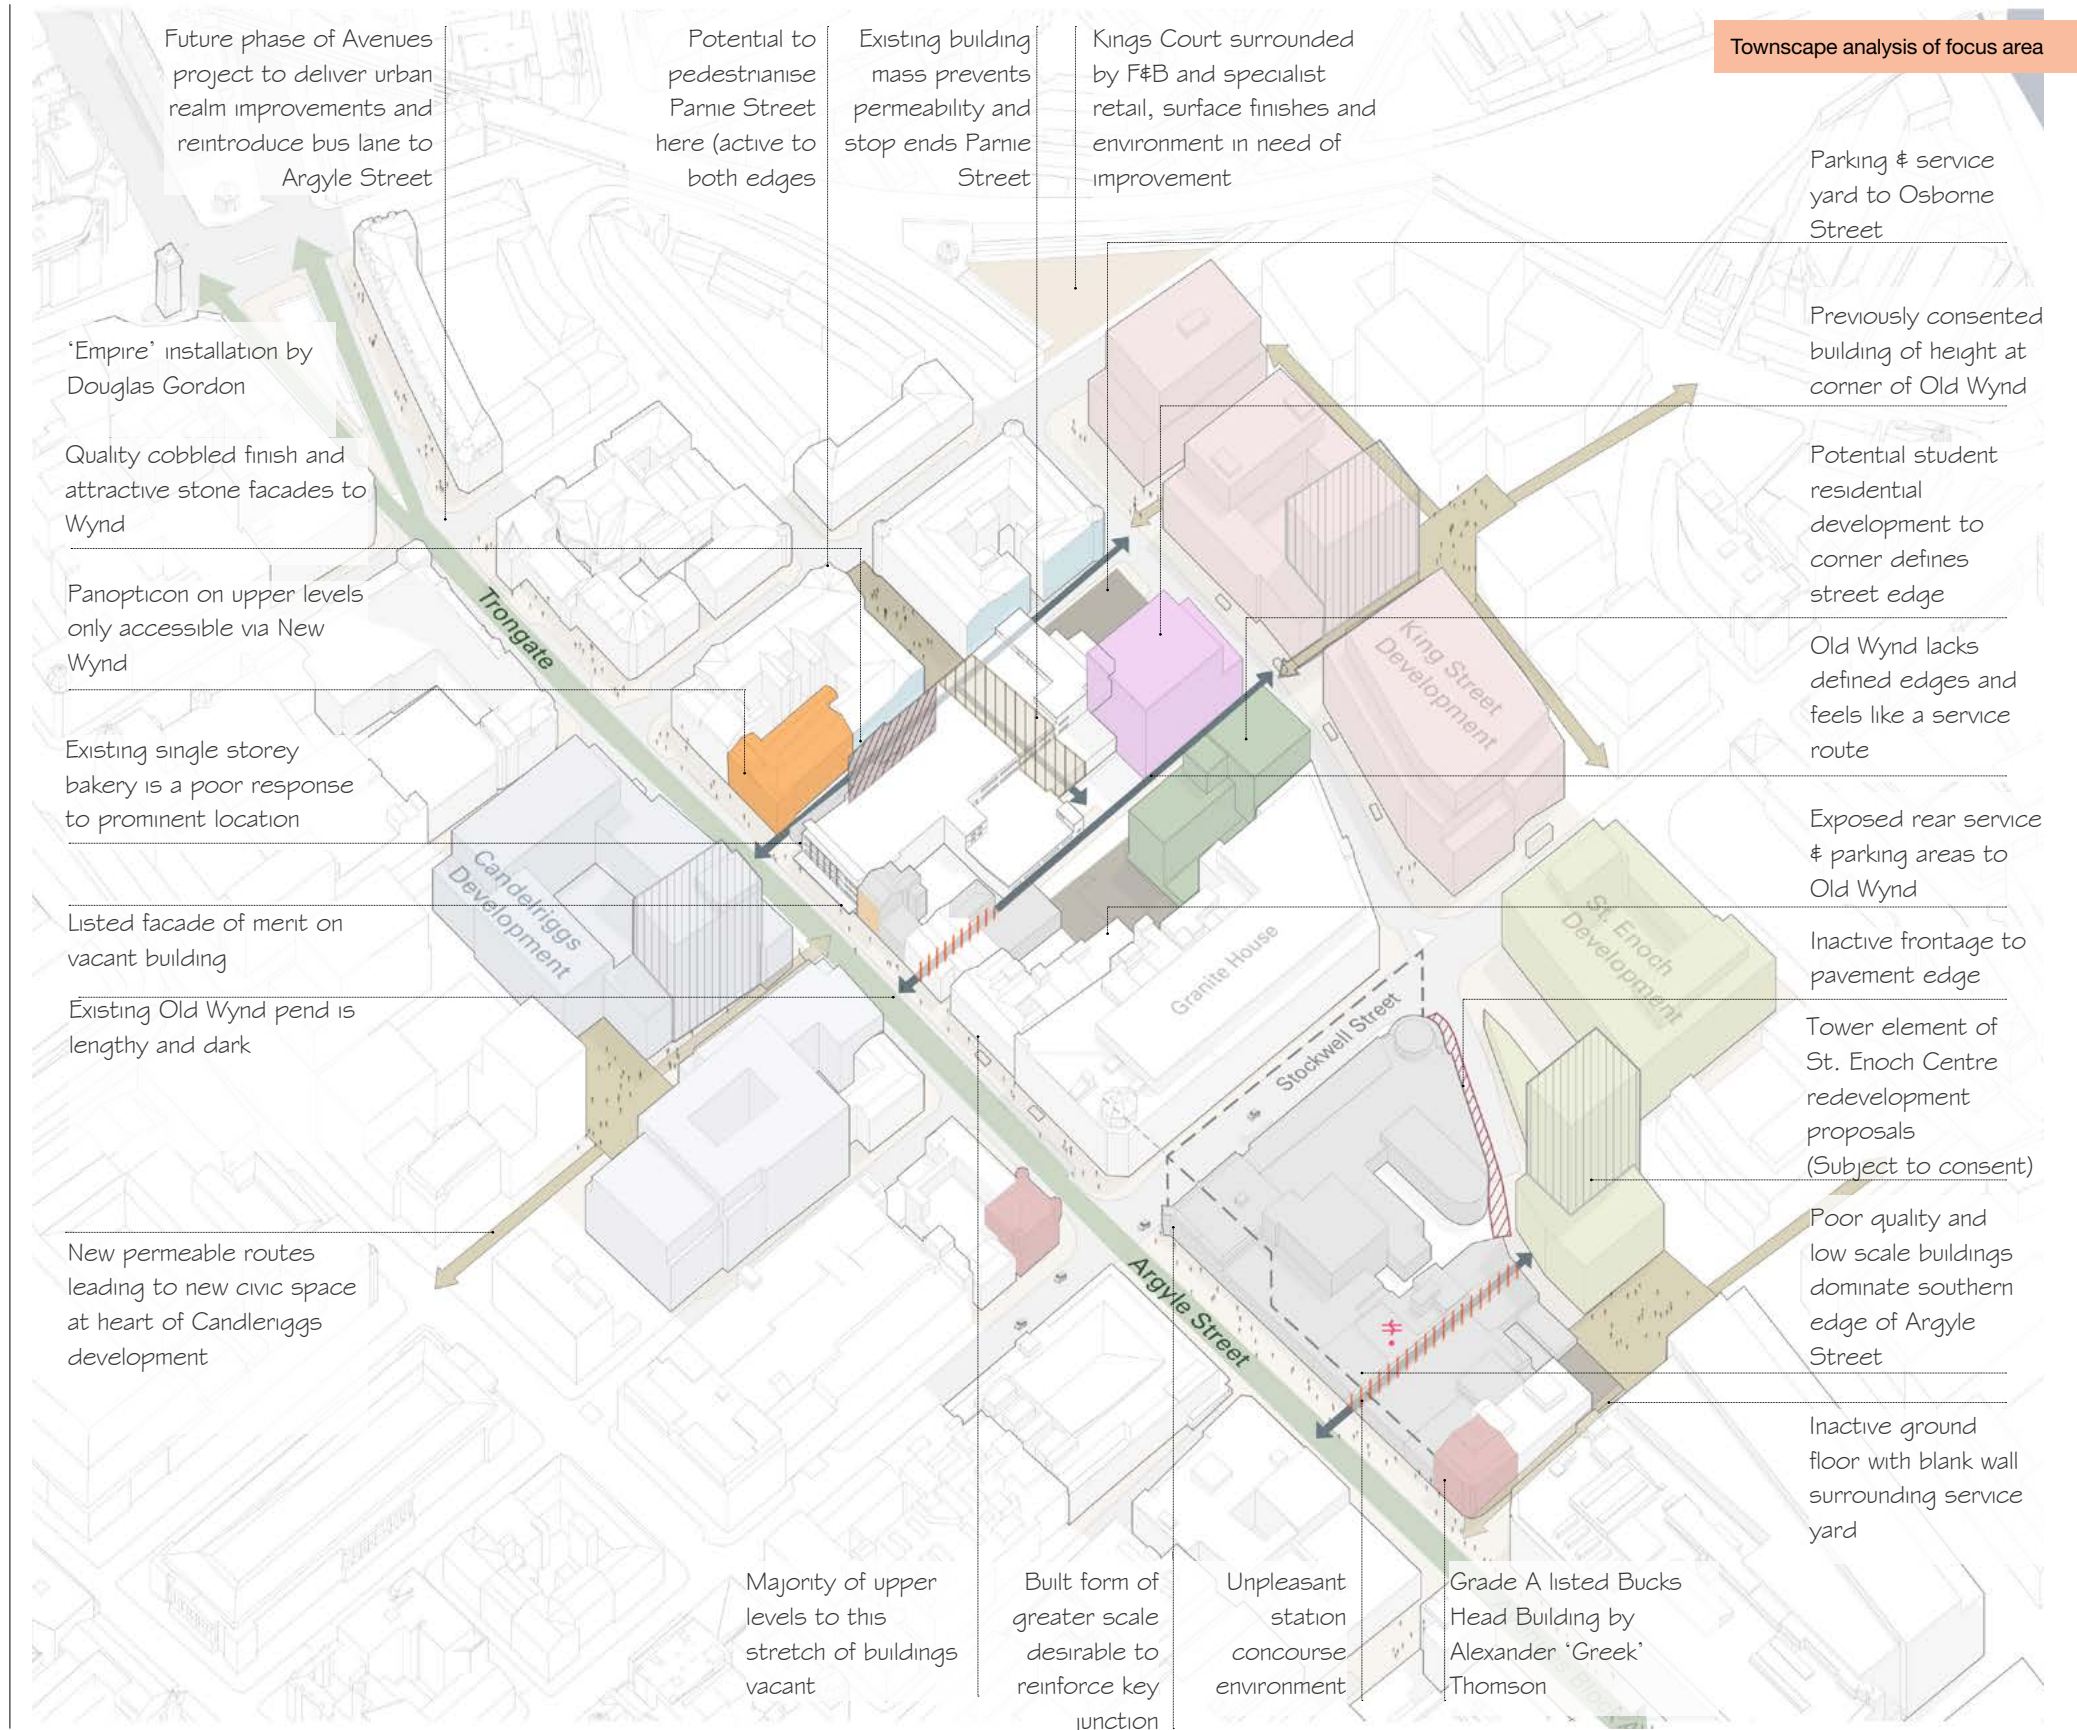 Townscape analysis of focus area
Future phase of Avenues
project to deliver urban
realm improvements and
reintroduce bus lane to
Argyle Street
Potential to
pedestrianise
Parnie Street
here (active to
both edges
Existing building
mass prevents
permeability and
stop ends Parnie
Street
Kings Court surrounded
by F&B and specialist
retail, surface finishes and
environment in need of
improvement
Parking & service
yard to Osborne
Street
Previously consented
building of height at
corner of Old Wynd
Potential student
residential
development to
corner defines
street edge
Old Wynd lacks
defined edges and
feels like a service
route
Exposed rear service
& parking areas to
Old Wynd
Inactive frontage to
pavement edge
Tower element of
St. Enoch Centre
redevelopment
proposals
(Subject to consent)
Poor quality and
low scale buildings
dominate southern
edge of Argyle
Street
Inactive ground
floor with blank wall
surrounding service
yard
'Empire' installation by
Douglas Gordon
Quality cobbled finish and
attractive stone facades to
Wynd
Panopticon on upper levels
only accessible via New
Wynd
Existing single storey
bakery is a poor response
to prominent location
Listed facade of merit on
vacant building
Existing Old Wynd pend is
lengthy and dark
New permeable routes
leading to new civic space
at heart of Candleriggs
development
Trongate
King Street
Development
Candelriggs
Development
St. Enoch
Development
Granite House
Stockwell Street
Argyle Street
Majority of upper
levels to this
stretch of buildings
vacant
Built form of
greater scale
desirable to
reinforce key
junction
Unpleasant
station
concourse
environment
Grade A listed Bucks
Head Building by
Alexander 'Greek'
Thomson